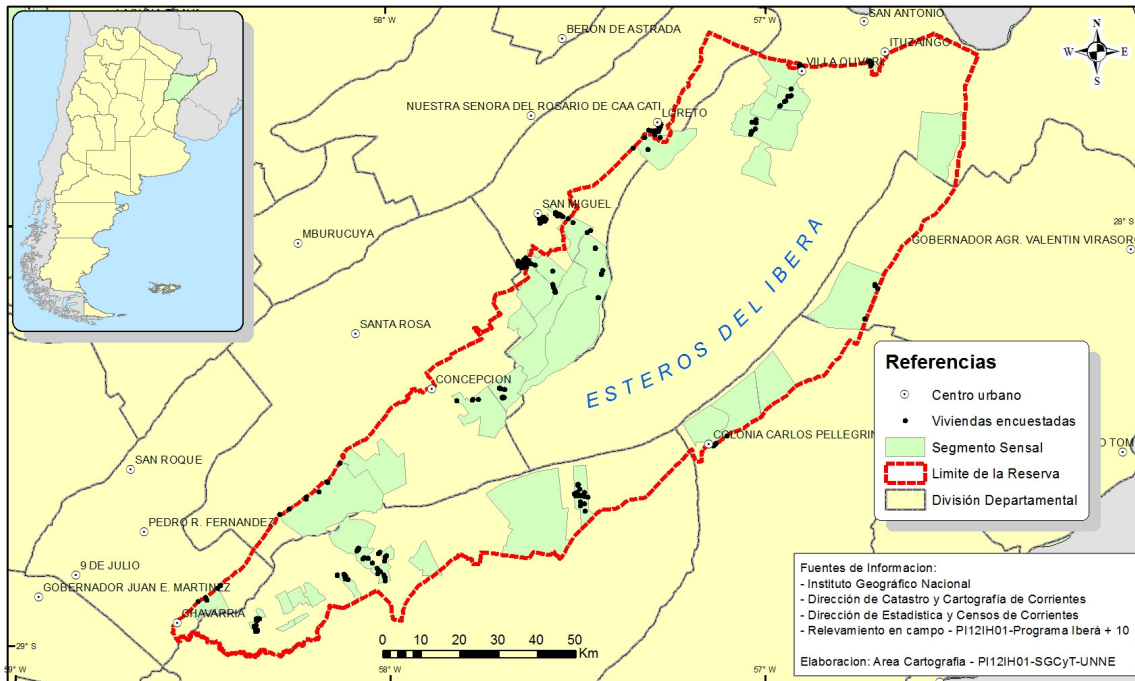 58° W
57° W
SAN ANTONIO
BERON DE ASTRADA
ITUZAINGO
N
W E
S
VILLA OLIVARI
NUESTRA SENORA DEL ROSARIO DE CAA CATI
LORETO
SAN MIGUEL
28° S
MBURUCUYA
GOBERNADOR AGR. VALENTIN VIRASORO
ESTEROS DEL IBERA
SANTA ROSA
CONCEPCION
COLONIA CARLOS PELLEGRIN
O TOM
SAN ROQUE
PEDRO R. FERNANDEZ
9 DE JULIO
GOBERNADOR JUAN E. MARTINEZ
CHAVARRIA
Referencias
Centro urbano
Viviendas encuestadas
Segmento Sensal
Limite de la Reserva
División Departamental
Fuentes de Informacion:
- Instituto Geográfico Nacional
- Dirección de Catastro y Cartografía de Corrientes
- Dirección de Estadística y Censos de Corrientes
- Relevamiento en campo - PI12IH01-Programa Iberá + 10
Elaboracion: Area Cartografia - PI12IH01-SGCyT-UNNE
0 10 20 30 40 50
Km
29° S
59° W
58° W
57° W